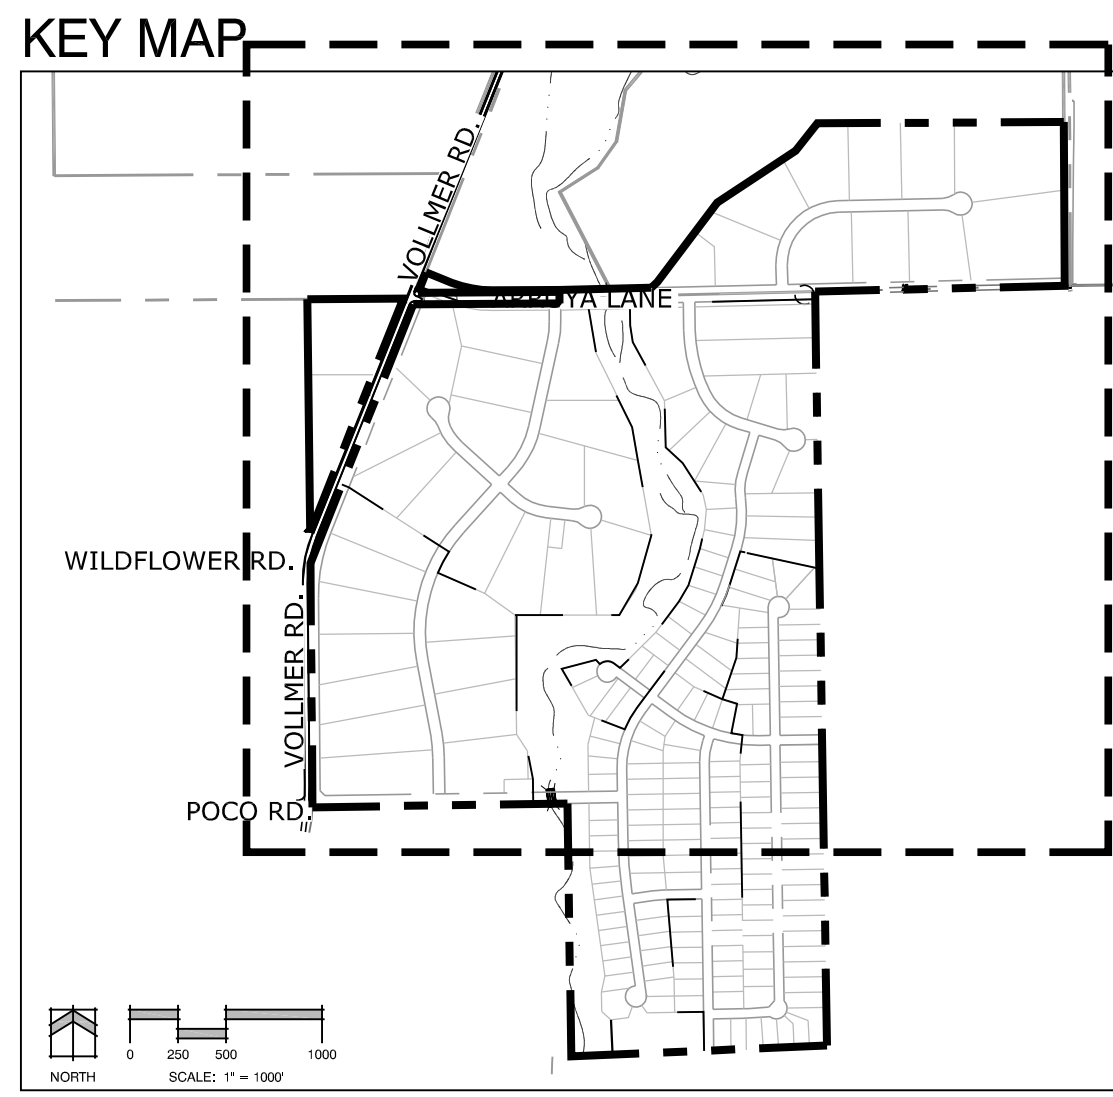 KEY MAP
VOLLMER RD.
ARROYA LANE
WILDFLOWER RD.
VOLLMER RD.
POCO RD.
0 250 500 1000
NORTH
SCALE: 1" = 1000'